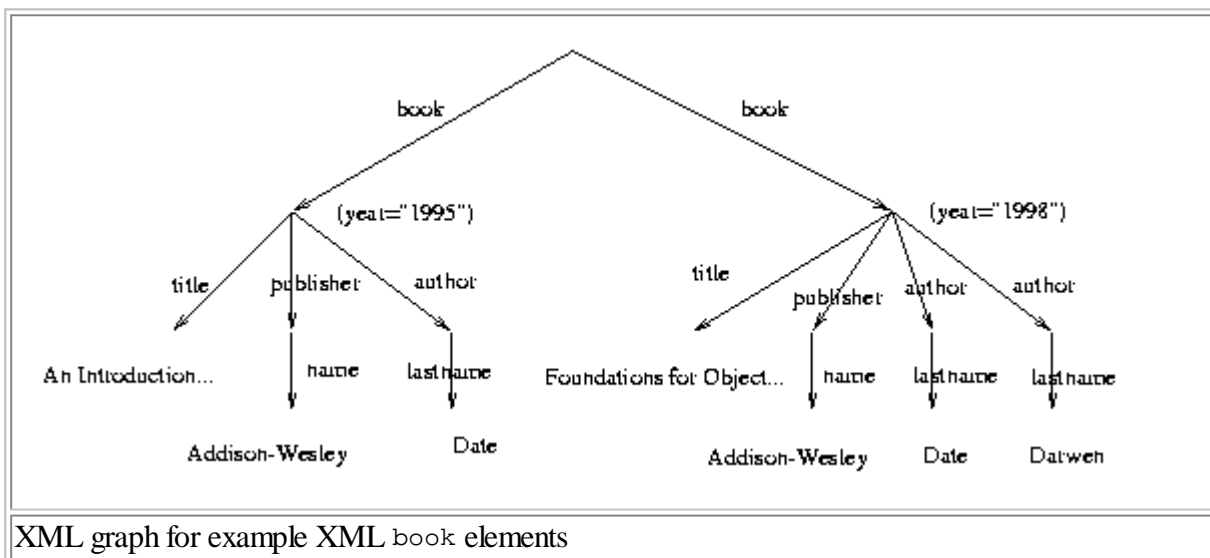 book book
(year="1995") (year="1998")
title publisher author title publisher author author
An Introduction... name lastname Foundations for Object... name lastname lastname
Addison-Wesley Date Addison-Wesley Date Darwen
XML graph for example XML book elements